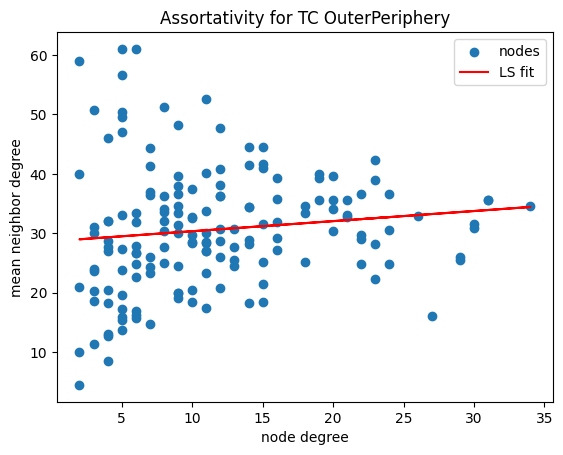 Assortativity for TC OuterPeriphery
nodes
LS fit
mean neighbor degree
60
50
40
30
20
10
5
10
15
20
25
30
35
node degree